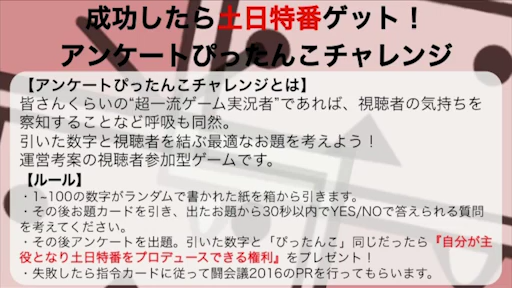 成功したら土日特番ゲット！
アンケートぴったんこチャレンジ
【アンケートぴったんこチャレンジとは】
皆さんくらいの“超一流ゲーム実況者”であれば、視聴者の気持ちを
察知することなど呼吸も同然。
引いた数字と視聴者を結ぶ最適なお題を考えよう！
運営考案の視聴者参加型ゲームです。
【ルール】
・1~100の数字がランダムで書かれた紙を箱から引きます。
・その後お題カードを引き、出たお題から30秒以内でYES/NOで答えられる質問
を考えてください。
・その後アンケートを出題。引いた数字と「ぴったんこ」同じだったら『自分が主
役となり土日特番をプロデュースできる権利』をプレゼント！
・失敗したら指令カードに従って闘会議2016のPRを行ってもらいます。